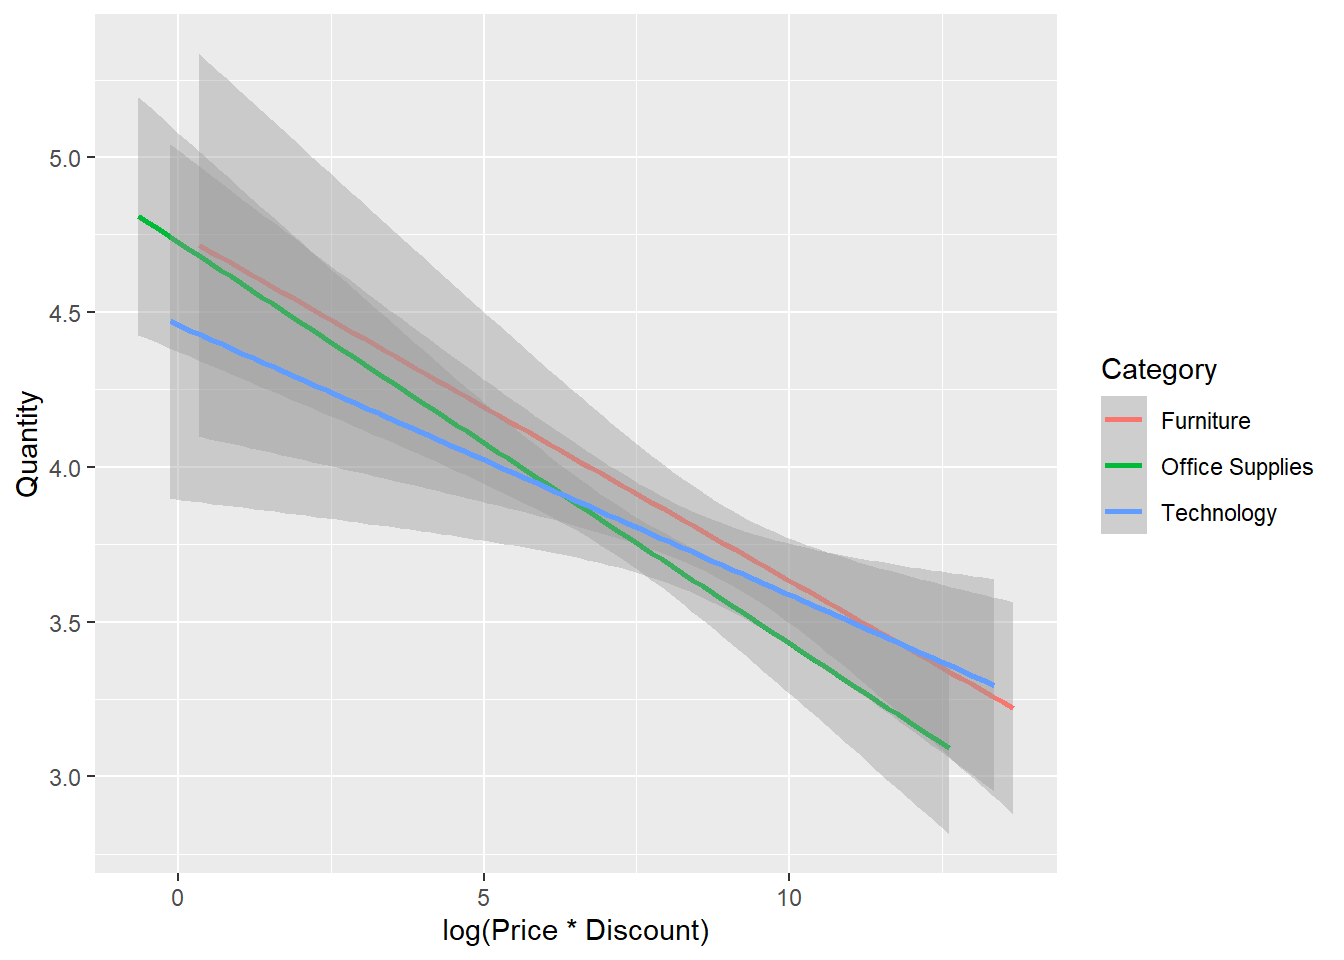 Quantity
5.0
4.5
4.0
3.5
3.0
0 5 10
log(Price * Discount)
Category
Furniture
Office Supplies
Technology